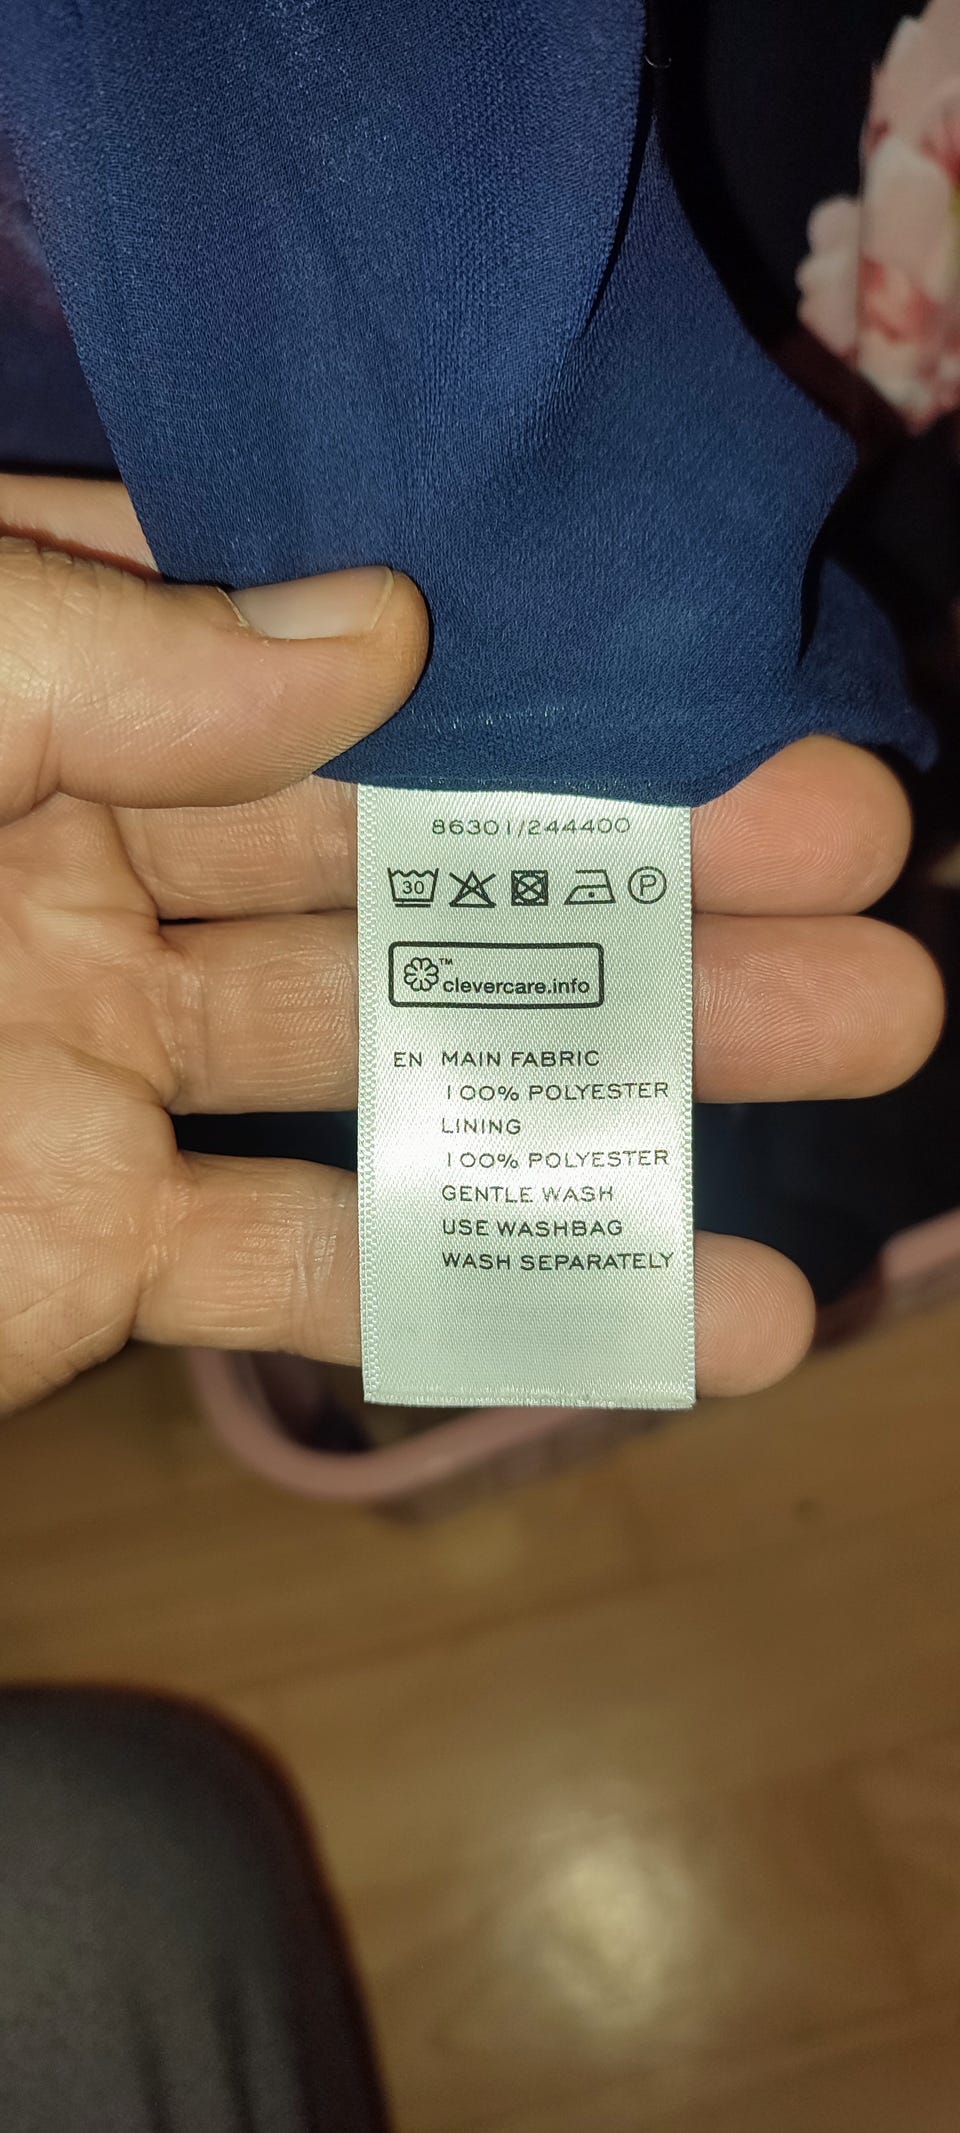 86301/244400
30 P
™
clevercare.info
EN MAIN FABRIC
100% POLYESTER
LINING
100% POLYESTER
GENTLE WASH
USE WASHBAG
WASH SEPARATELY